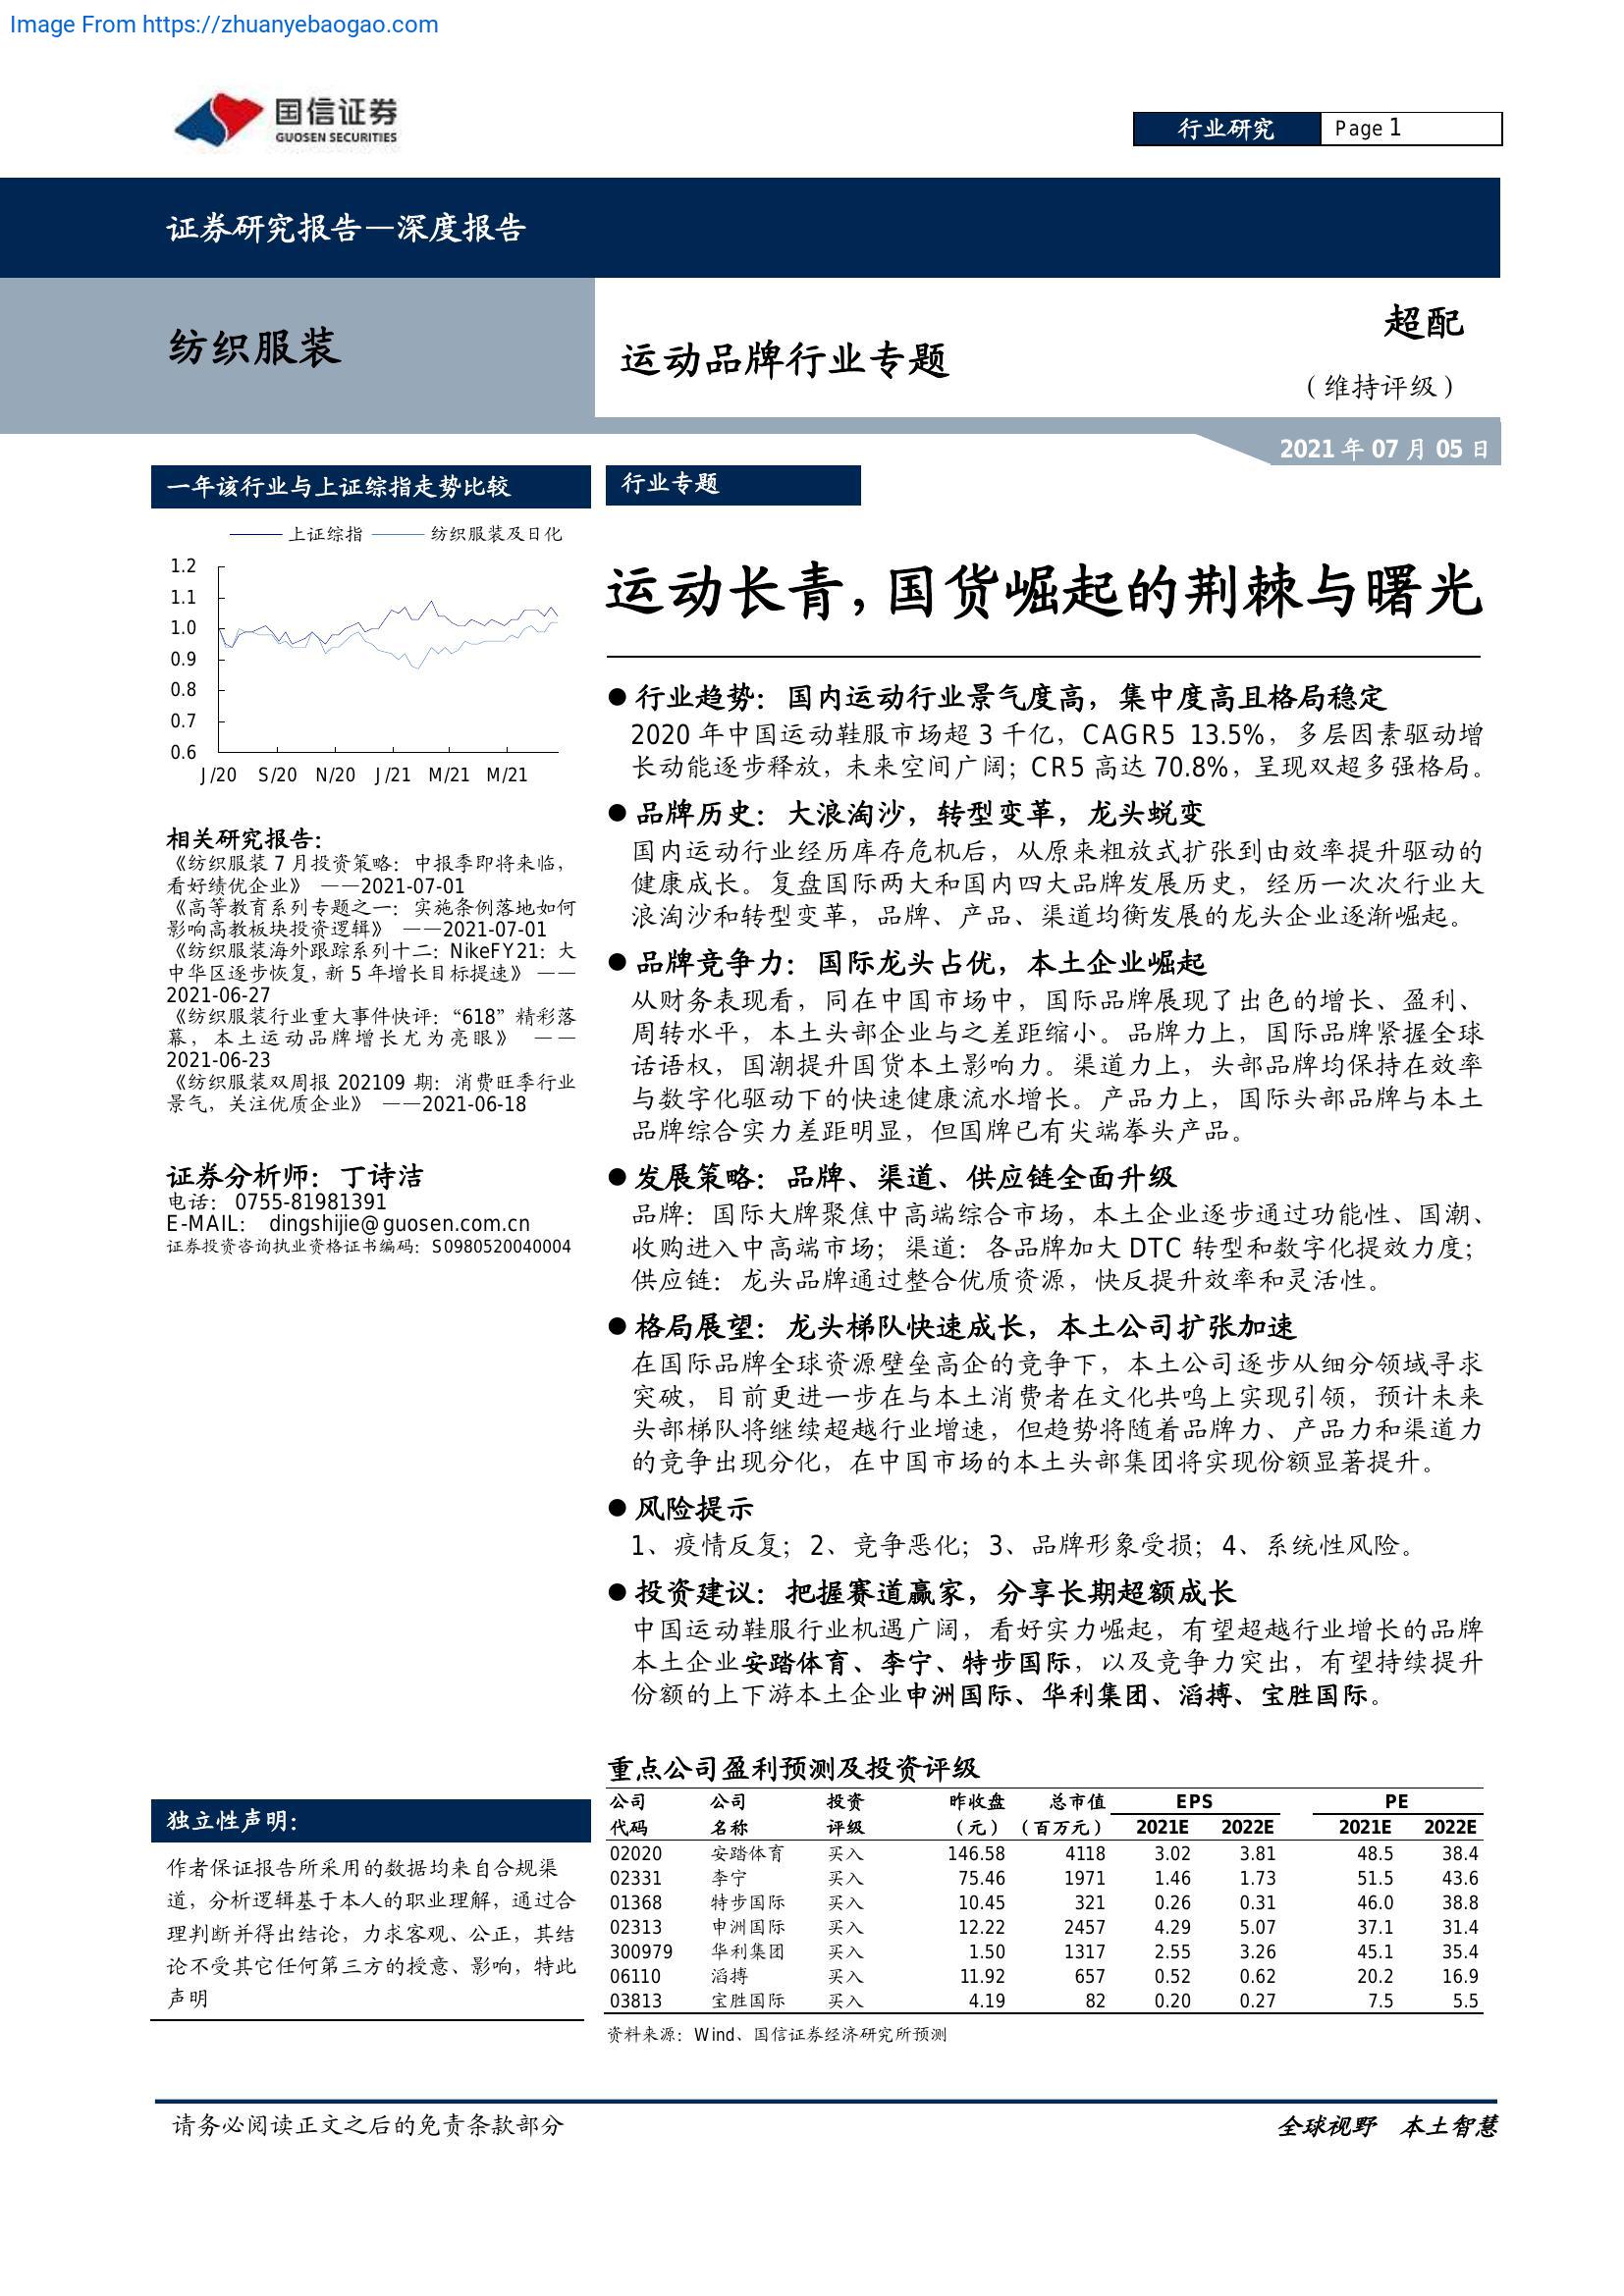 Image From https://zhuanyebaogao.com
国信证券
GUOSEN SECURITIES
行业研究 Page 1
证券研究报告—深度报告
纺织服装
运动品牌行业专题
超配
（维持评级）
2021 年 07 月 05 日
一年该行业与上证综指走势比较
上证综指 纺织服装及日化
1.2
1.1
1.0
0.9
0.8
0.7
0.6
J/20 S/20 N/20 J/21 M/21 M/21
相关研究报告：
《纺织服装 7 月投资策略：中报季即将来临，
看好绩优企业》 ——2021-07-01
《高等教育系列专题之一：实施条例落地如何
影响高教板块投资逻辑》 ——2021-07-01
《纺织服装海外跟踪系列十二：NikeFY21：大
中华区逐步恢复，新 5 年增长目标提速》 ——
2021-06-27
《纺织服装行业重大事件快评：“618”精彩落
幕，本土运动品牌增长尤为亮眼》 ——
2021-06-23
《纺织服装双周报 202109 期：消费旺季行业
景气，关注优质企业》 ——2021-06-18
证券分析师：丁诗洁
电话： 0755-81981391
E-MAIL： dingshijie@guosen.com.cn
证券投资咨询执业资格证书编码：S0980520040004
独立性声明：
作者保证报告所采用的数据均来自合规渠
道，分析逻辑基于本人的职业理解，通过合
理判断并得出结论，力求客观、公正，其结
论不受其它任何第三方的授意、影响，特此
声明
行业专题
运动长青，国货崛起的荆棘与曙光
● 行业趋势：国内运动行业景气度高，集中度高且格局稳定
2020 年中国运动鞋服市场超 3 千亿，CAGR5 13.5%，多层因素驱动增
长动能逐步释放，未来空间广阔；CR5 高达 70.8%，呈现双超多强格局。
● 品牌历史：大浪淘沙，转型变革，龙头蜕变
国内运动行业经历库存危机后，从原来粗放式扩张到由效率提升驱动的
健康成长。复盘国际两大和国内四大品牌发展历史，经历一次次行业大
浪淘沙和转型变革，品牌、产品、渠道均衡发展的龙头企业逐渐崛起。
● 品牌竞争力：国际龙头占优，本土企业崛起
从财务表现看，同在中国市场中，国际品牌展现了出色的增长、盈利、
周转水平，本土头部企业与之差距缩小。品牌力上，国际品牌紧握全球
话语权，国潮提升国货本土影响力。渠道力上，头部品牌均保持在效率
与数字化驱动下的快速健康流水增长。产品力上，国际头部品牌与本土
品牌综合实力差距明显，但国牌已有尖端拳头产品。
● 发展策略：品牌、渠道、供应链全面升级
品牌：国际大牌聚焦中高端综合市场，本土企业逐步通过功能性、国潮、
收购进入中高端市场；渠道：各品牌加大 DTC 转型和数字化提效力度；
供应链：龙头品牌通过整合优质资源，快反提升效率和灵活性。
● 格局展望：龙头梯队快速成长，本土公司扩张加速
在国际品牌全球资源壁垒高企的竞争下，本土公司逐步从细分领域寻求
突破，目前更进一步在与本土消费者在文化共鸣上实现引领，预计未来
头部梯队将继续超越行业增速，但趋势将随着品牌力、产品力和渠道力
的竞争出现分化，在中国市场的本土头部集团将实现份额显著提升。
● 风险提示
1、疫情反复；2、竞争恶化；3、品牌形象受损；4、系统性风险。
● 投资建议：把握赛道赢家，分享长期超额成长
中国运动鞋服行业机遇广阔，看好实力崛起，有望超越行业增长的品牌
本土企业安踏体育、李宁、特步国际，以及竞争力突出，有望持续提升
份额的上下游本土企业申洲国际、华利集团、滔搏、宝胜国际。
重点公司盈利预测及投资评级
公司 公司 投资 昨收盘 总市值 EPS PE
代码 名称 评级 （元） （百万元） 2021E 2022E 2021E 2022E
02020 安踏体育 买入 146.58 4118 3.02 3.81 48.5 38.4
02331 李宁 买入 75.46 1971 1.46 1.73 51.5 43.6
01368 特步国际 买入 10.45 321 0.26 0.31 46.0 38.8
02313 申洲国际 买入 12.22 2457 4.29 5.07 37.1 31.4
300979 华利集团 买入 1.50 1317 2.55 3.26 45.1 35.4
06110 滔搏 买入 11.92 657 0.52 0.62 20.2 16.9
03813 宝胜国际 买入 4.19 82 0.20 0.27 7.5 5.5
资料来源：Wind、国信证券经济研究所预测
请务必阅读正文之后的免责条款部分
全球视野 本土智慧